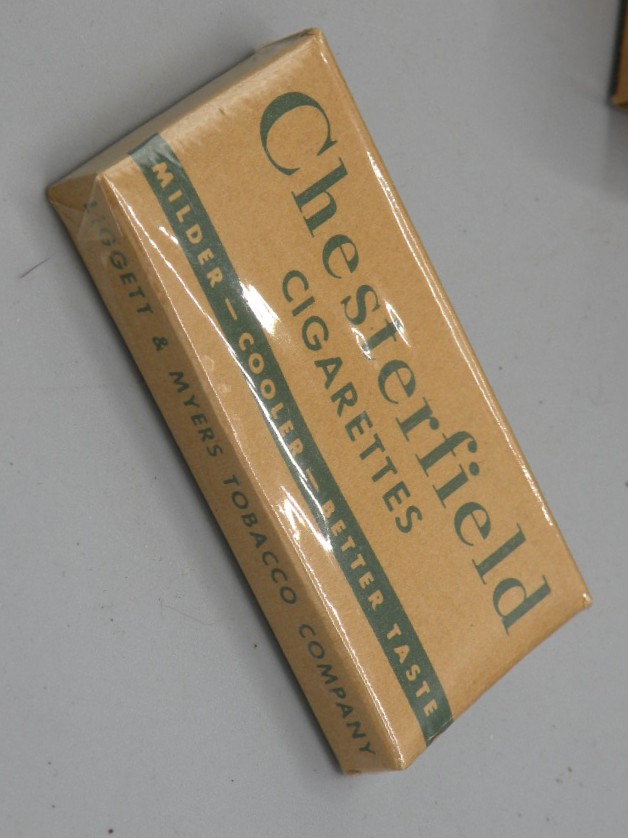 Chesterfield
CIGARETTES
MILDER — COOLER — BETTER TASTE
LIGGETT & MYERS TOBACCO COMPANY